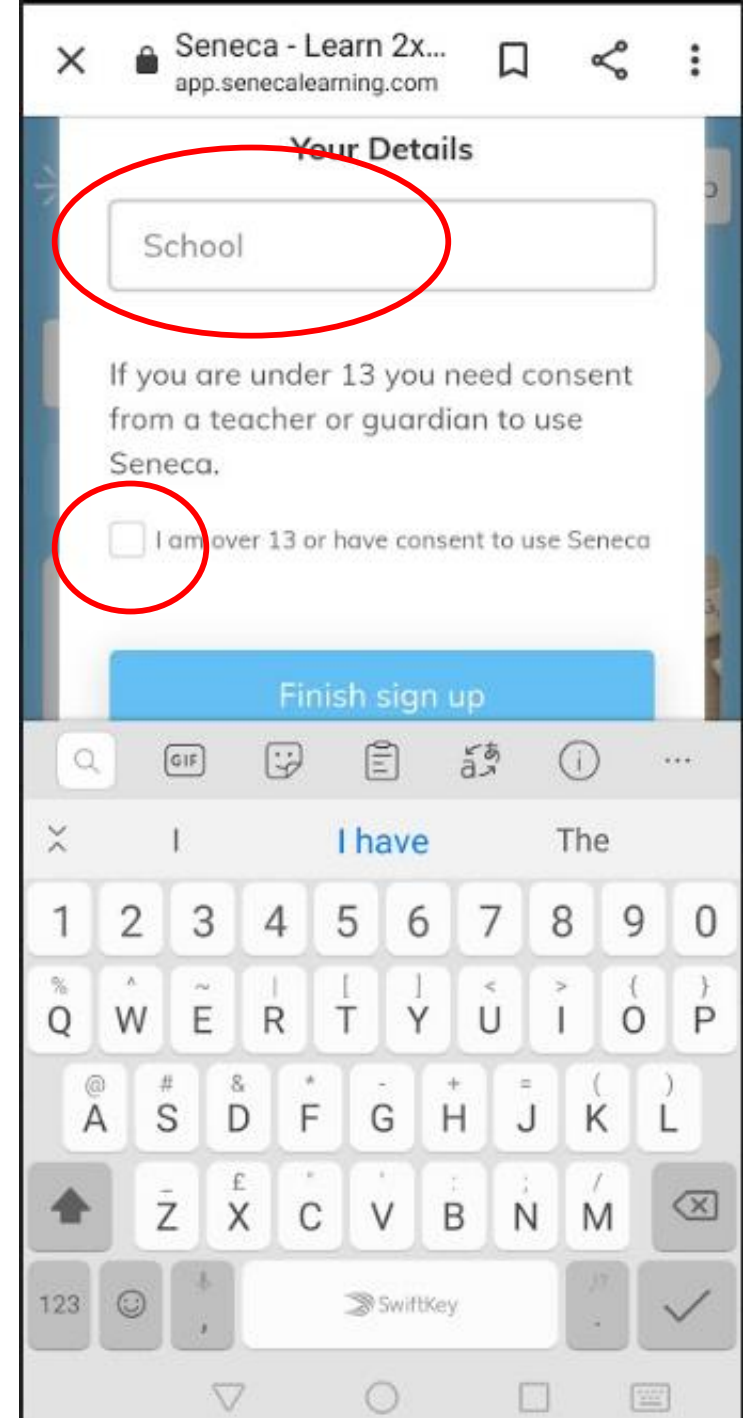 Seneca - Learn 2x...
app.senecalearning.com
Your Details
School
If you are under 13 you need consent
from a teacher or guardian to use
Seneca.
I am over 13 or have consent to use Seneca
Finish sign up
GIF
I I have The
1 2 3 4 5 6 7 8 9 0
% ^ ~ | [ ] < > { }
Q W E R T Y U I O P
@ # & * - + = ( )
A S D F G H J K L
_ £ " ' : ; /
Z X C V B N M
123 , SwiftKey .